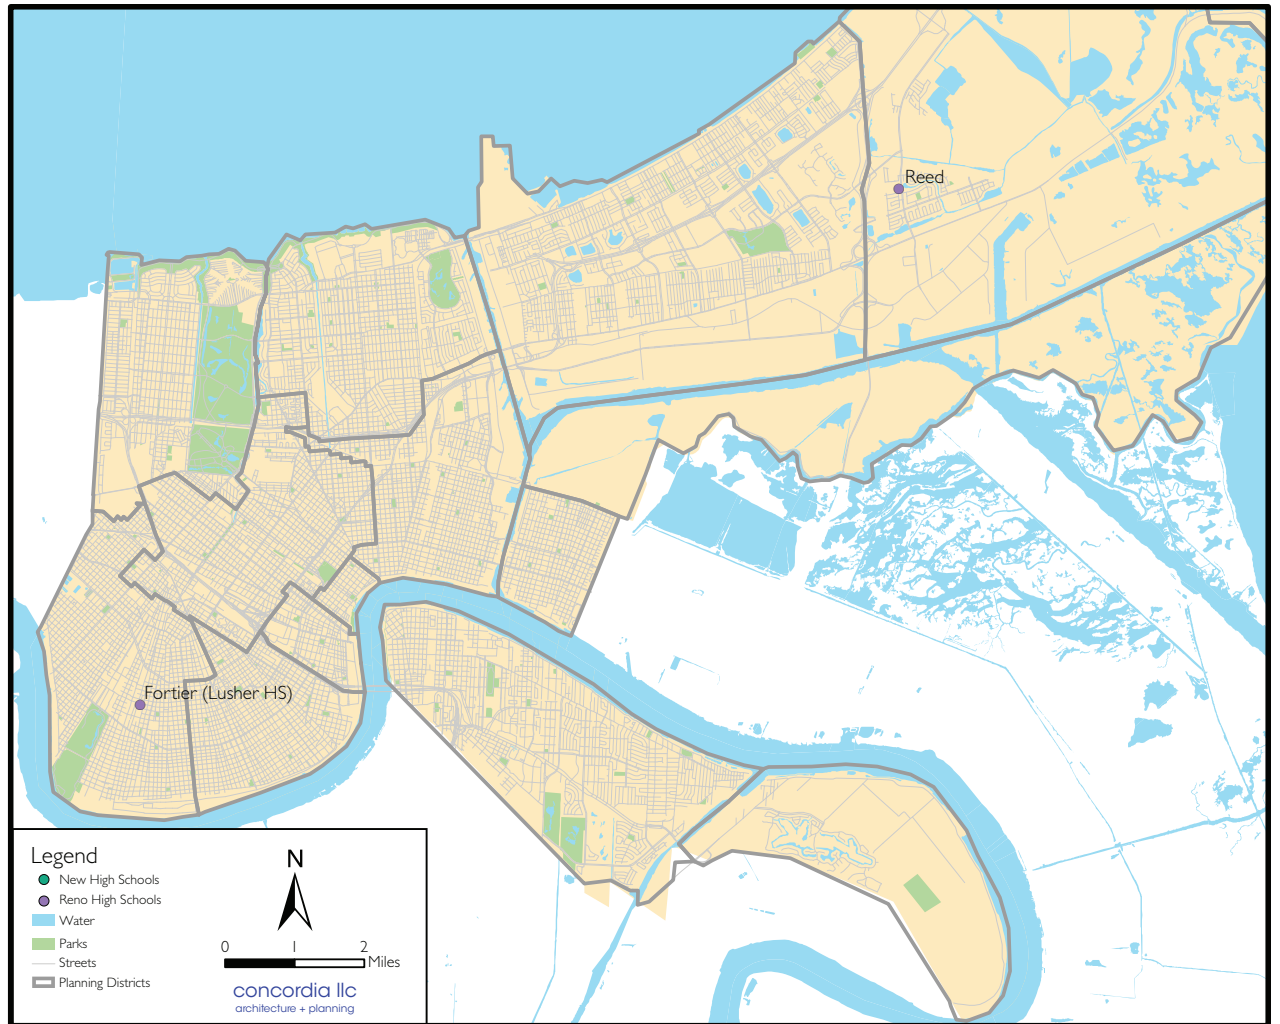 Reed
Fortier (Lusher HS)
Legend
New High Schools
Reno High Schools
Water
Parks
Streets
Planning Districts
N
0 1 2
Miles
concordia llc
architecture + planning